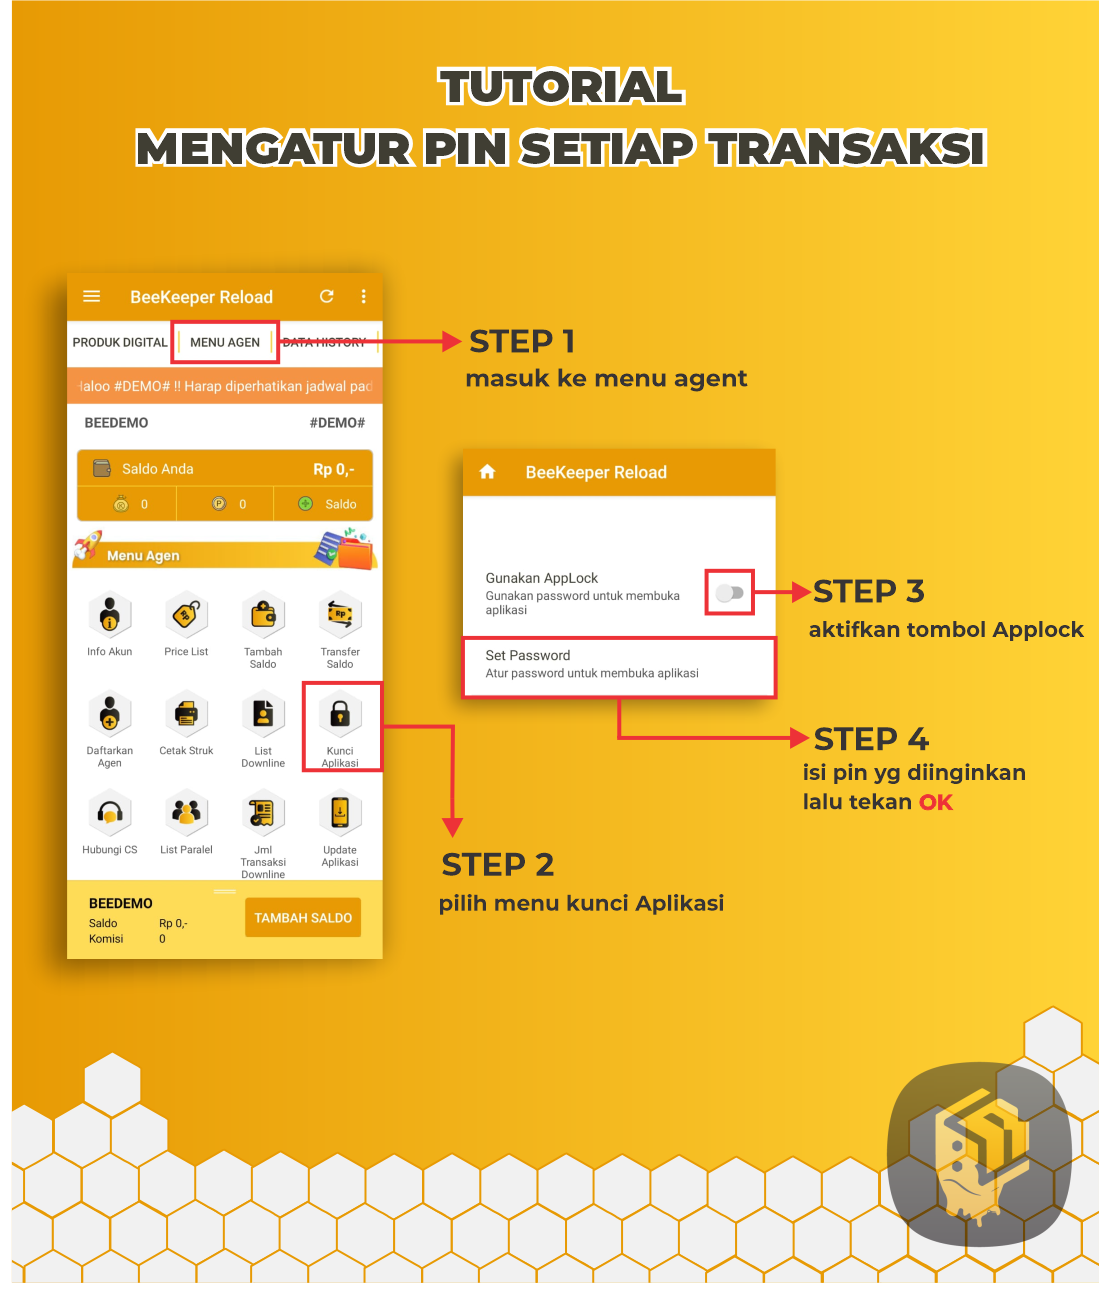 TUTORIAL
MENGATUR PIN SETIAP TRANSAKSI
BeeKeeper Reload
PRODUK DIGITAL
MENU AGEN
DATA HISTORY
Haloo #DEMO# !! Harap diperhatikan jadwal pad
BEEDEMO
#DEMO#
Saldo Anda
Rp 0,-
0
P
0
Saldo
Menu Agen
Info Akun
Rp
Price List
Tambah
Saldo
Rp
Transfer
Saldo
Daftarkan
Agen
Cetak Struk
List
Downline
Kunci
Aplikasi
Hubungi CS
List Paralel
Jml
Transaksi
Downline
Update
Aplikasi
BEEDEMO
Saldo Rp 0,-
Komisi 0
TAMBAH SALDO
STEP 1
masuk ke menu agent
STEP 2
pilih menu kunci Aplikasi
BeeKeeper Reload
Gunakan AppLock
Gunakan password untuk membuka
aplikasi
Set Password
Atur password untuk membuka aplikasi
STEP 3
aktifkan tombol Applock
STEP 4
isi pin yg diinginkan
lalu tekan OK